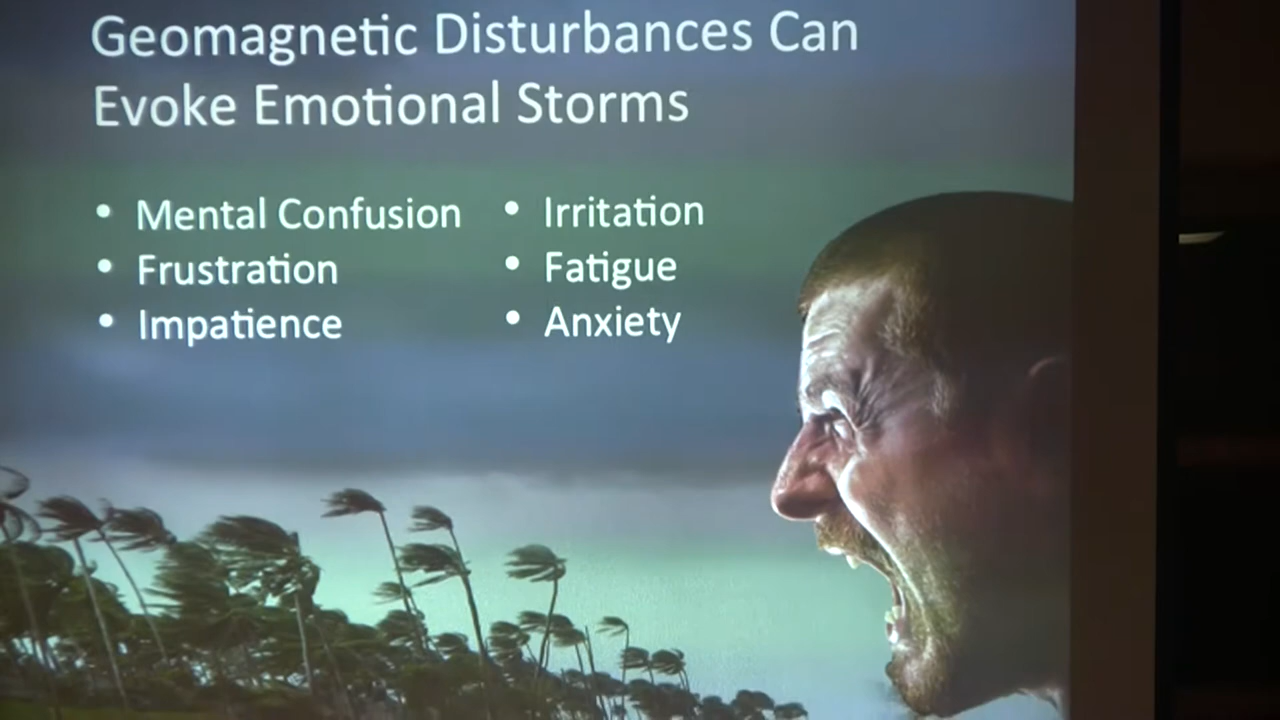 Geomagnetic Disturbances Can
Evoke Emotional Storms
• Mental Confusion
• Frustration
• Impatience
• Irritation
• Fatigue
• Anxiety